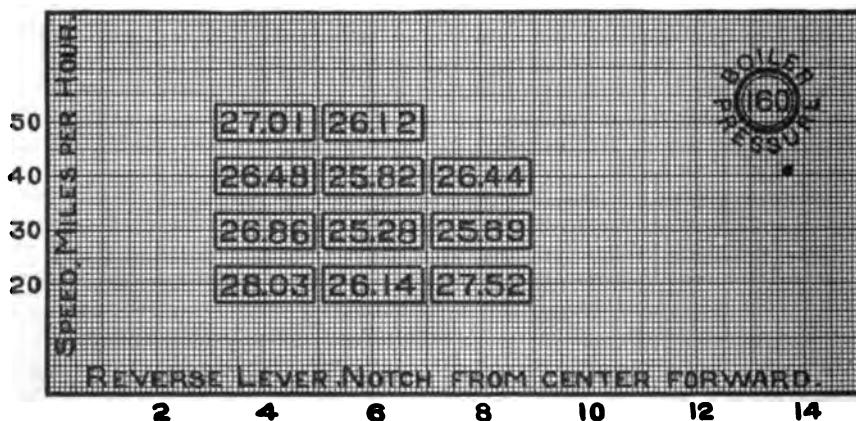 SPEED, MILES PER HOUR.
BOILER PRESSURE
160
50 27.01 26.12
40 26.48 25.82 26.44
30 26.86 25.28 25.89
20 28.03 26.14 27.52
REVERSE LEVER. NOTCH FROM CENTER FORWARD.
2 4 6 8 10 12 14